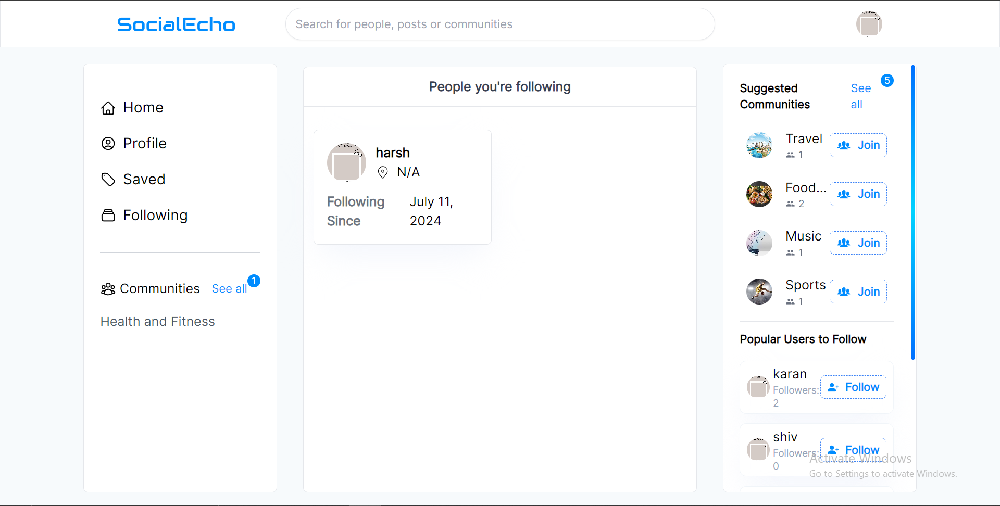 SocialEcho
Search for people, posts or communities
Home
Profile
Saved
Following
Communities See all 1
Health and Fitness
People you're following
harsh
N/A
Following
Since
July 11,
2024
Suggested
Communities
See
all
5
Travel
1
Join
Food...
2
Join
Music
1
Join
Sports
1
Join
Popular Users to Follow
karan
Followers:
2
Follow
shiv
Followers:
0
Follow
Activate Windows
Go to Settings to activate Windows.